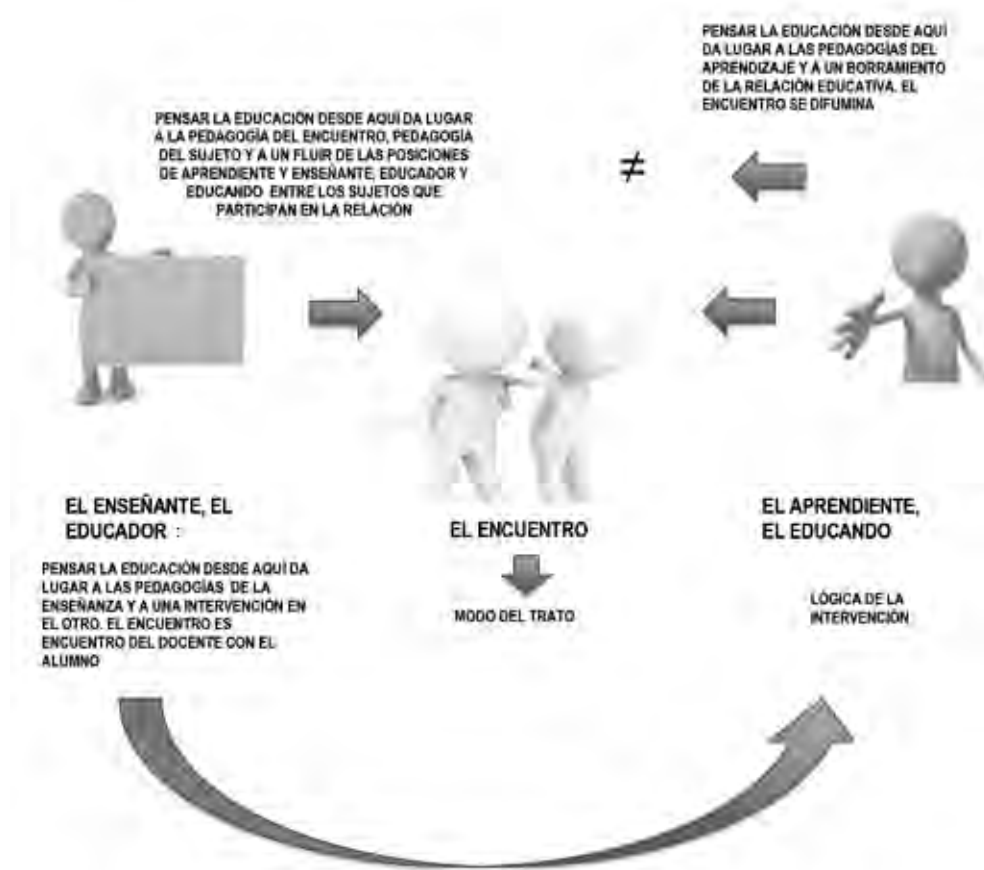 PENSAR LA EDUCACIÓN DESDE AQUÍ
DA LUGAR A LAS PEDAGOGÍAS DEL
APRENDIZAJE Y A UN BORRAMIENTO
DE LA RELACIÓN EDUCATIVA. EL
ENCUENTRO SE DIFUMINA
PENSAR LA EDUCACIÓN DESDE AQUÍ DA LUGAR
A LA PEDAGOGÍA DEL ENCUENTRO, PEDAGOGÍA
DEL SUJETO Y A UN FLUIR DE LAS POSICIONES
DE APRENDIENTE Y ENSEÑANTE, EDUCADOR Y
EDUCANDO ENTRE LOS SUJETOS QUE
PARTICIPAN EN LA RELACIÓN
≠
EL ENSEÑANTE, EL
EDUCADOR :
PENSAR LA EDUCACIÓN DESDE AQUÍ DA
LUGAR A LAS PEDAGOGÍAS DE LA
ENSEÑANZA Y A UNA INTERVENCIÓN EN
EL OTRO. EL ENCUENTRO ES
ENCUENTRO DEL DOCENTE CON EL
ALUMNO
EL ENCUENTRO
MODO DEL TRATO
EL APRENDIENTE,
EL EDUCANDO
LÓGICA DE LA
INTERVENCIÓN